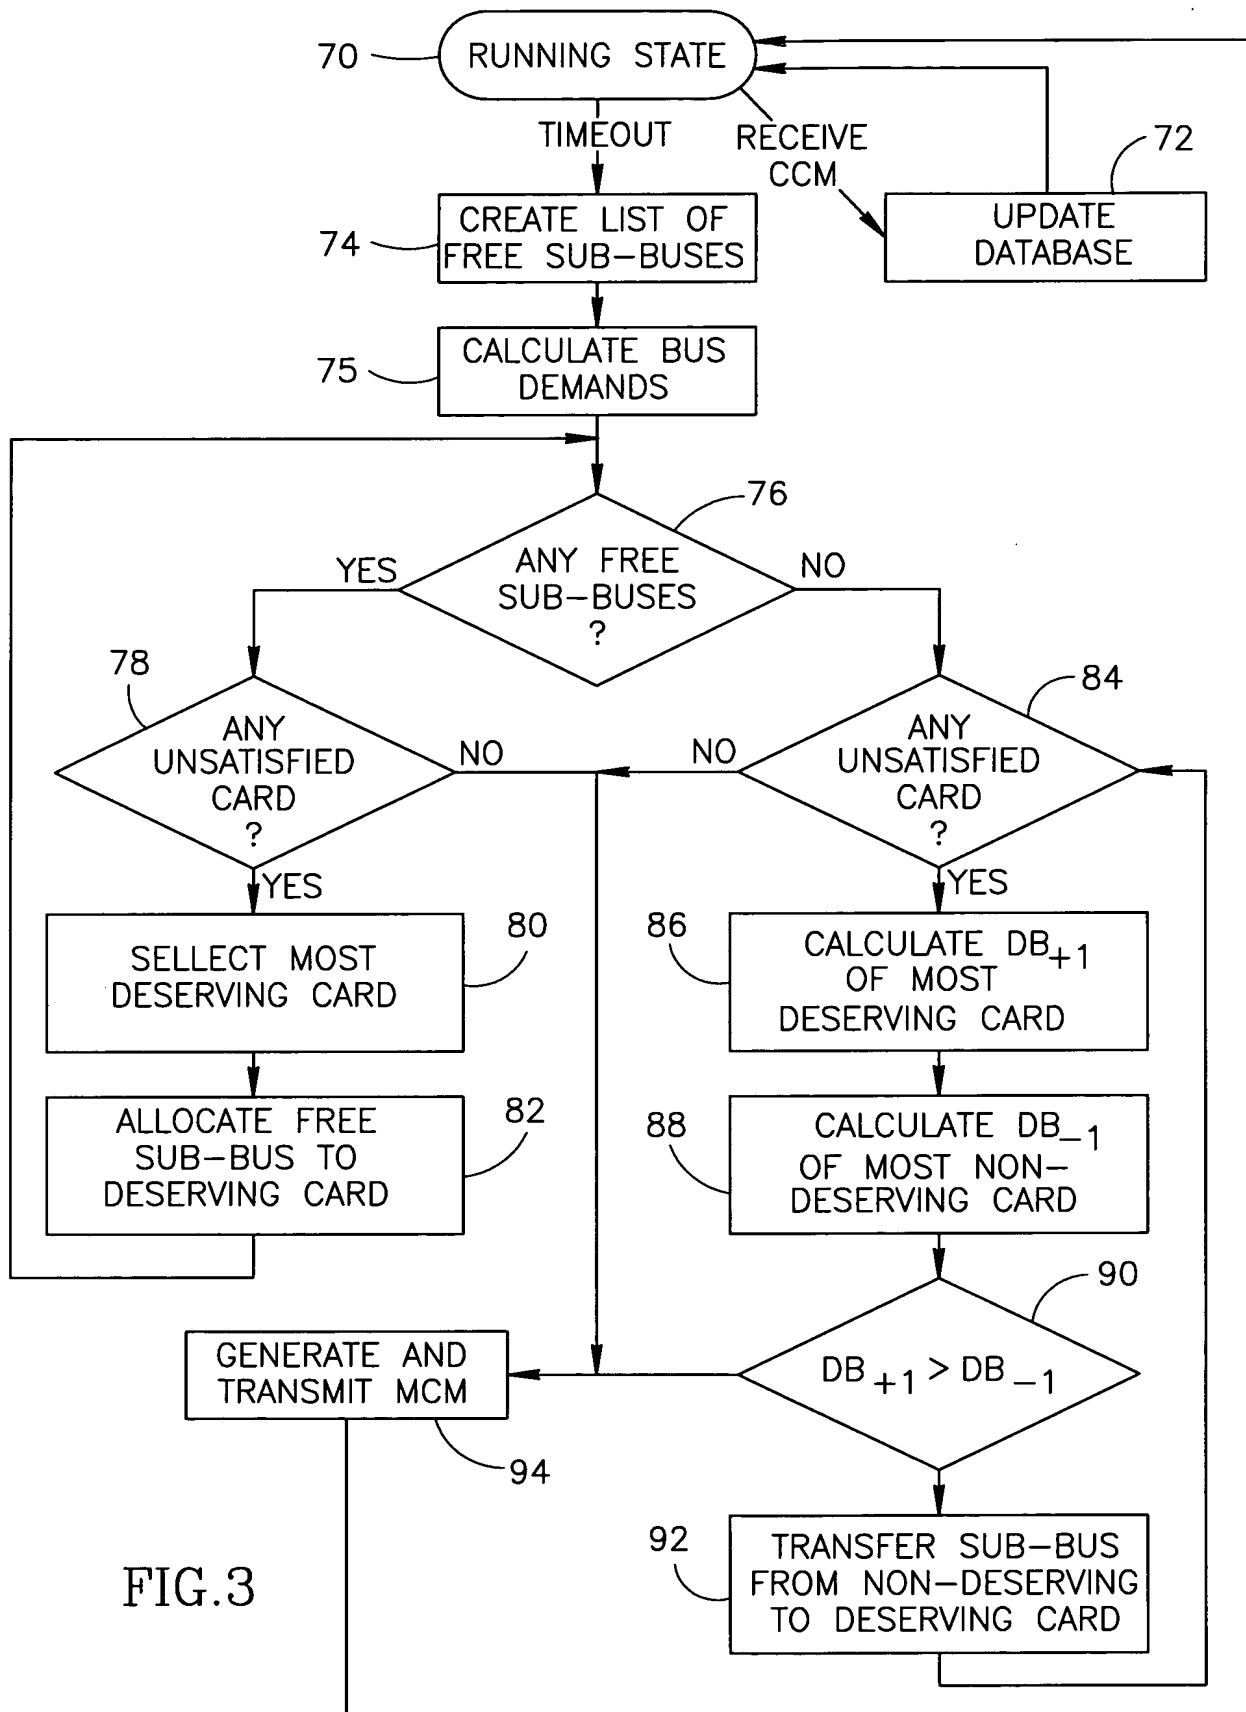 70
RUNNING STATE
TIMEOUT
RECEIVE
CCM
72
UPDATE
DATABASE
74
CREATE LIST OF
FREE SUB-BUSES
75
CALCULATE BUS
DEMANDS
76
ANY FREE
SUB-BUSES
?
YES
NO
78
ANY
UNSATISFIED
CARD
?
NO
YES
84
ANY
UNSATISFIED
CARD
?
NO
YES
80
SELLECT MOST
DESERVING CARD
86
CALCULATE DB+1
OF MOST
DESERVING CARD
82
ALLOCATE FREE
SUB-BUS TO
DESERVING CARD
88
CALCULATE DB-1
OF MOST NON-
DESERVING CARD
90
DB+1 > DB-1
GENERATE AND
TRANSMIT MCM
94
92
TRANSFER SUB-BUS
FROM NON-DESERVING
TO DESERVING CARD
FIG.3